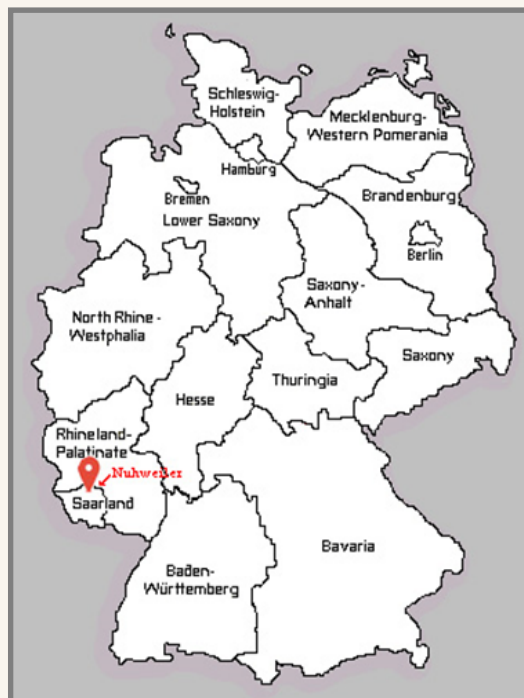 Schleswig-
Holstein
Mecklenburg-
Western Pomerania
Hamburg
Bremen
Lower Saxony
Brandenburg
Berlin
Saxony-
Anhalt
North Rhine-
Westphalia
Saxony
Thuringia
Hesse
Rhineland-
Palatinate
Nuhweiler
Saarland
Bavaria
Baden-
Württemberg